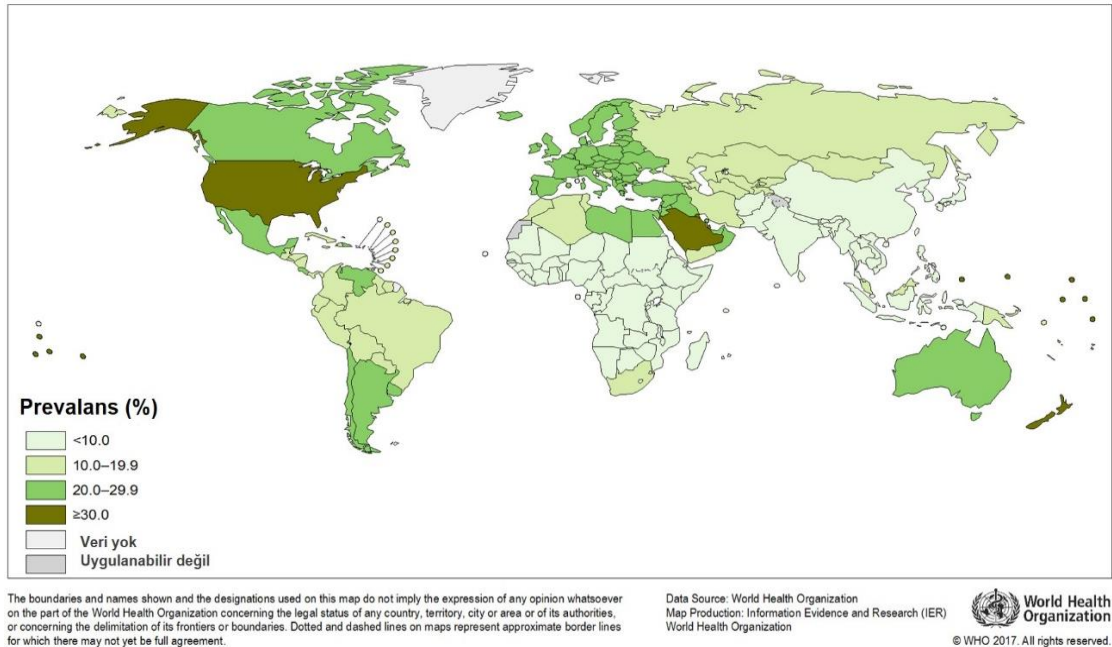 Prevalans (%)
<10.0
10.0–19.9
20.0–29.9
≥30.0
Veri yok
Uygulanabilir değil
The boundaries and names shown and the designations used on this map do not imply the expression of any opinion whatsoever
on the part of the World Health Organization concerning the legal status of any country, territory, city or area or of its authorities,
or concerning the delimitation of its frontiers or boundaries. Dotted and dashed lines on maps represent approximate border lines
for which there may not yet be full agreement.
Data Source: World Health Organization
Map Production: Information Evidence and Research (IER)
World Health Organization
World Health
Organization
© WHO 2017. All rights reserved.